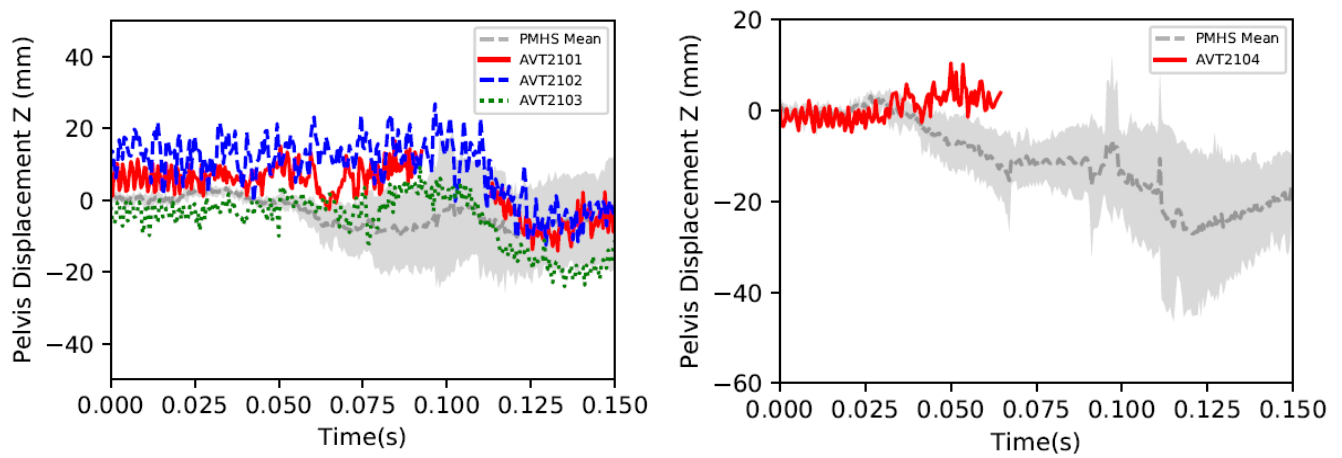 Pelvis Displacement Z (mm)
40
20
0
−20
−40
0.000 0.025 0.050 0.075 0.100 0.125 0.150
Time(s)
PMHS Mean
AVT2101
AVT2102
AVT2103
Pelvis Displacement Z (mm)
20
0
−20
−40
−60
0.000 0.025 0.050 0.075 0.100 0.125 0.150
Time(s)
PMHS Mean
AVT2104